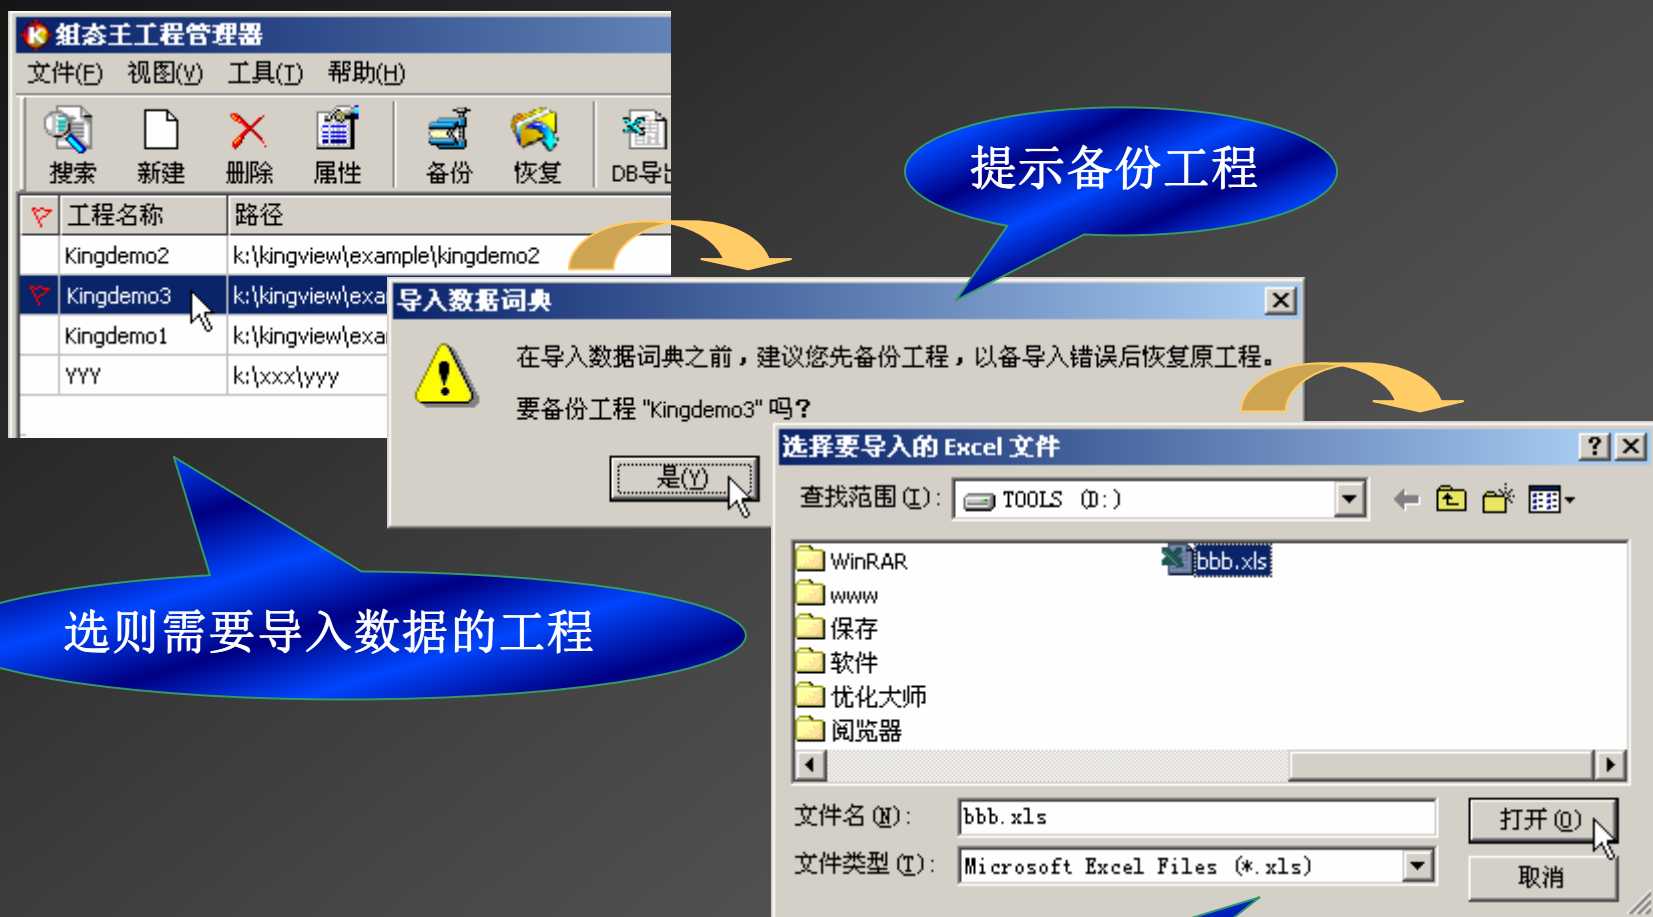 组态王工程管理器
文件(F) 视图(V) 工具(T) 帮助(H)
搜索 新建 删除 属性 备份 恢复 DB导
工程名称 路径
Kingdemo2 k:\kingview\example\kingdemo2
Kingdemo3 k:\kingview\exa
Kingdemo1 k:\kingview\exa
YYY k:\xxx\yyy
提示备份工程
导入数据词典
在导入数据词典之前，建议您先备份工程，以备导入错误后恢复原工程。
要备份工程 "Kingdemo3" 吗?
是(Y)
选则需要导入数据的工程
选择要导入的 Excel 文件
查找范围(I): TOOLS (D:)
WinRAR bbb.xls
www
保存
软件
优化大师
阅览器
文件名(N): bbb.xls 打开(O)
文件类型(T): Microsoft Excel Files (*.xls) 取消